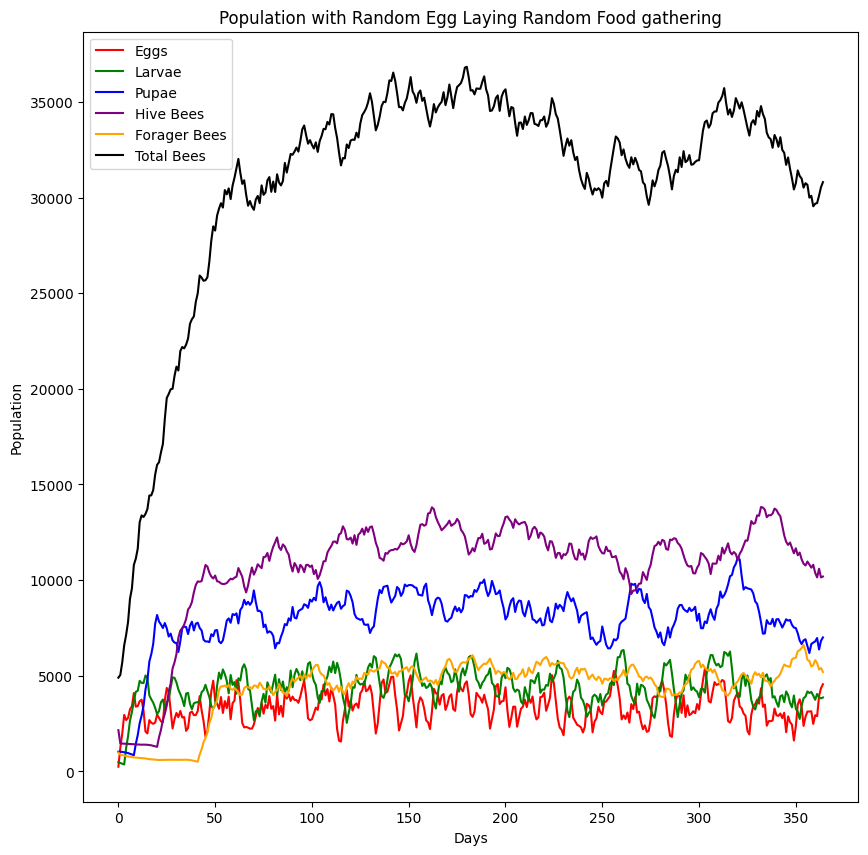 Population with Random Egg Laying Random Food gathering
Eggs
Larvae
Pupae
Hive Bees
Forager Bees
Total Bees
35000
30000
25000
20000
15000
10000
5000
0
Population
0 50 100 150 200 250 300 350
Days